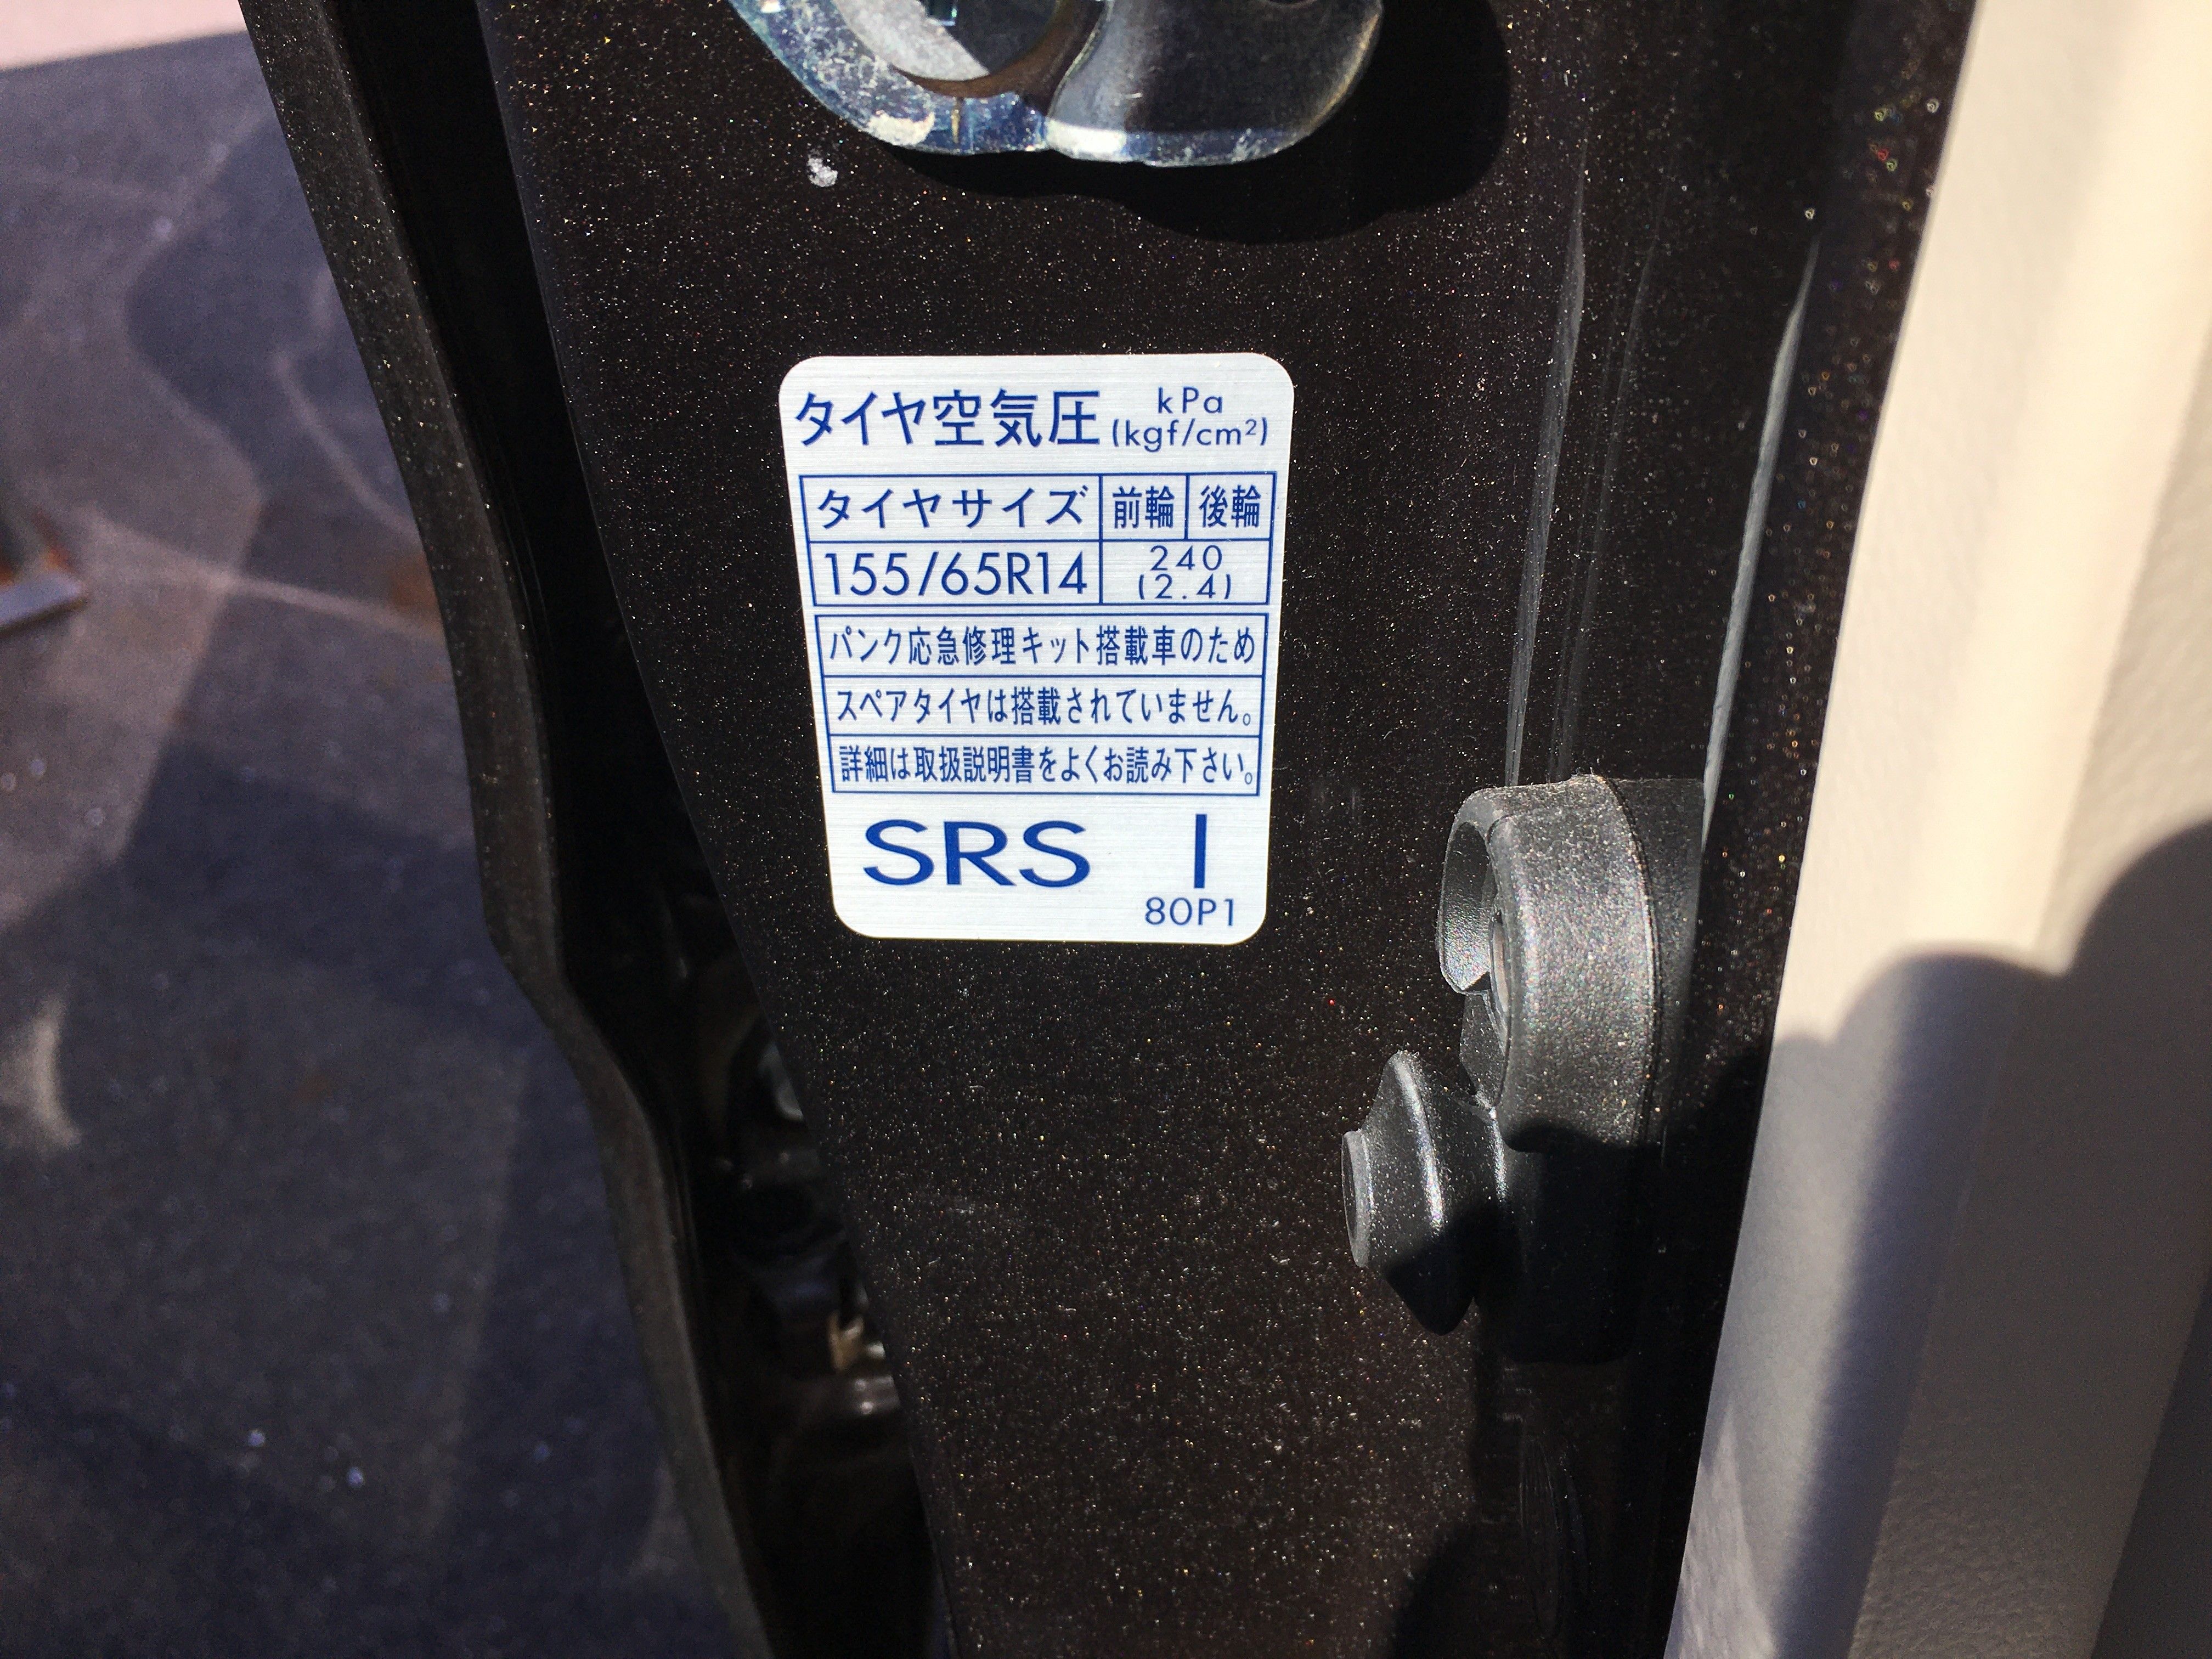 タイヤ空気圧 kPa
(kgf/cm²)
タイヤサイズ 前輪 後輪
155/65R14 240
(2.4)
パンク応急修理キット搭載車のため
スペアタイヤは搭載されていません。
詳細は取扱説明書をよくお読み下さい。
SRS I
80P1